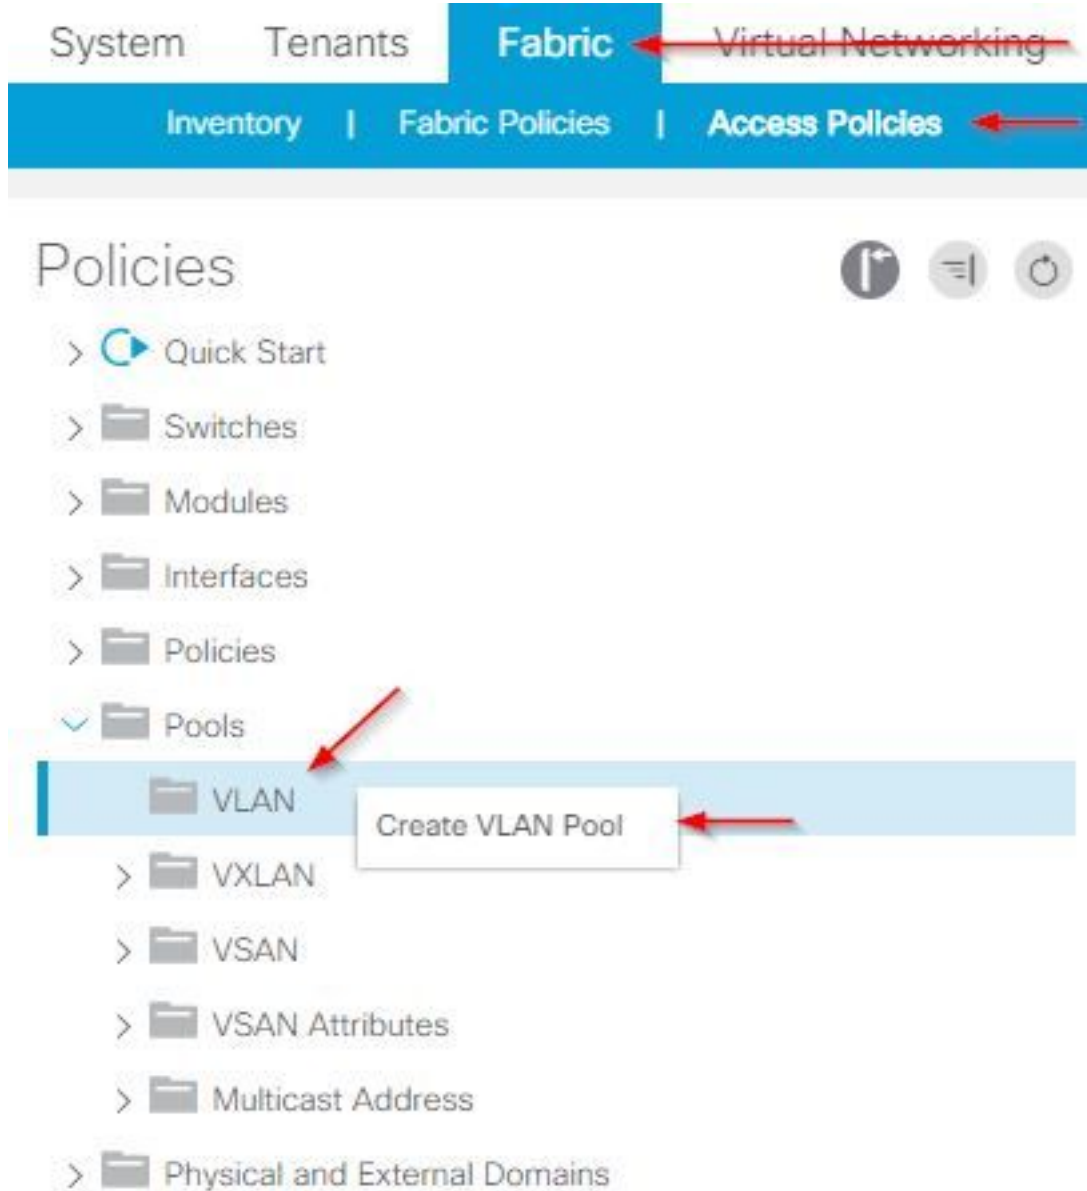 System Tenants Fabric Virtual Networking
Inventory | Fabric Policies | Access Policies
Policies
Quick Start
Switches
Modules
Interfaces
Policies
Pools
VLAN
Create VLAN Pool
VXLAN
VSAN
VSAN Attributes
Multicast Address
Physical and External Domains